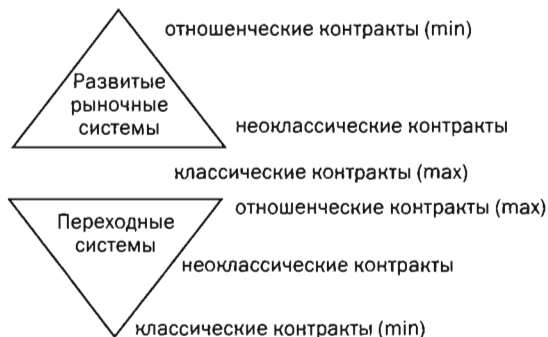 отношенческие контракты (min)
Развитые
рыночные
системы
неоклассические контракты
классические контракты (max)
отношенческие контракты (max)
Переходные
системы
неоклассические контракты
классические контракты (min)